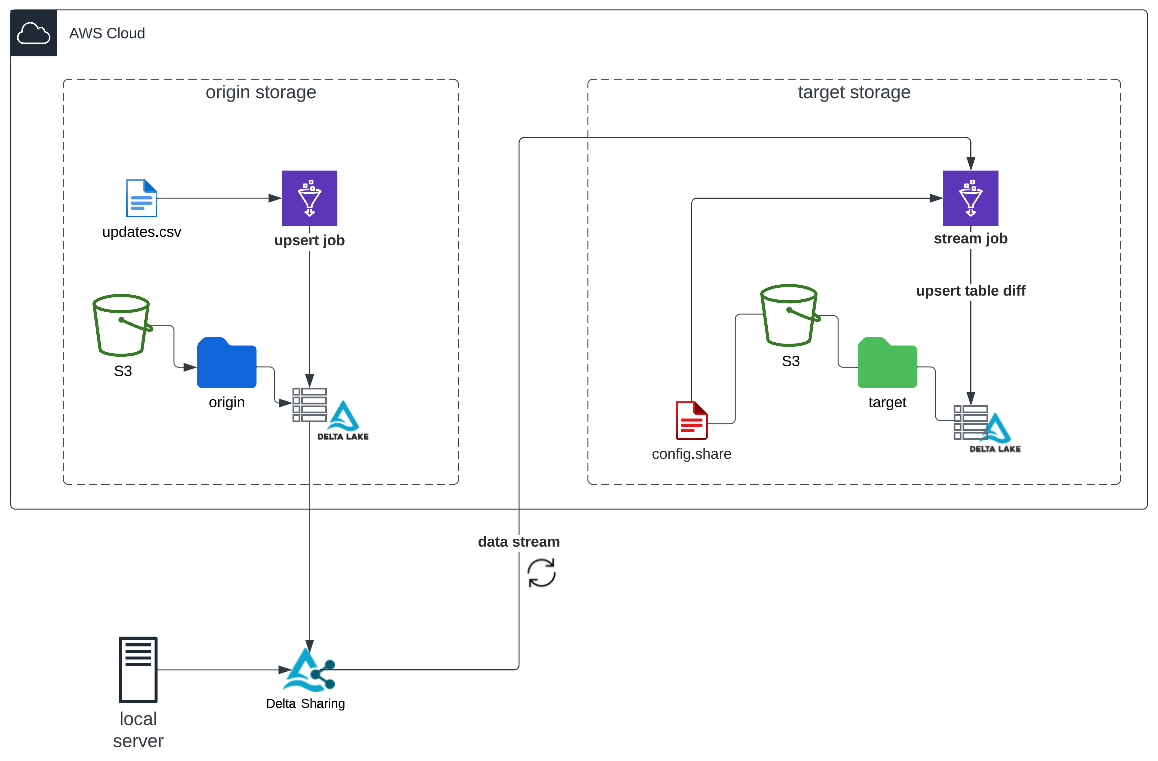 AWS Cloud
origin storage
target storage
updates.csv
upsert job
stream job
upsert table diff
S3
S3
origin
target
DELTA LAKE
config.share
DELTA LAKE
data stream
Delta Sharing
local
server